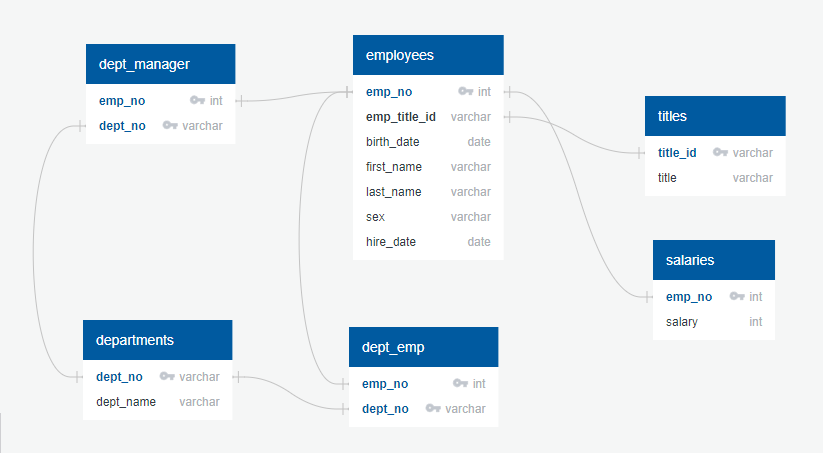 dept_manager
emp_no int
dept_no varchar
employees
emp_no int
emp_title_id varchar
birth_date date
first_name varchar
last_name varchar
sex varchar
hire_date date
titles
title_id varchar
title varchar
salaries
emp_no int
salary int
departments
dept_no varchar
dept_name varchar
dept_emp
emp_no int
dept_no varchar